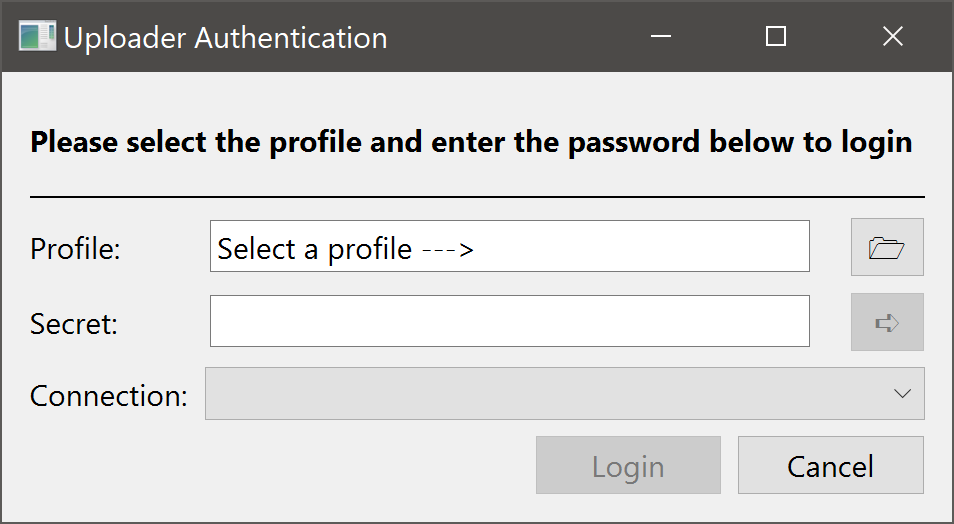 Uploader Authentication
Please select the profile and enter the password below to login
Profile: Select a profile --->
Secret:
Connection:
Login Cancel